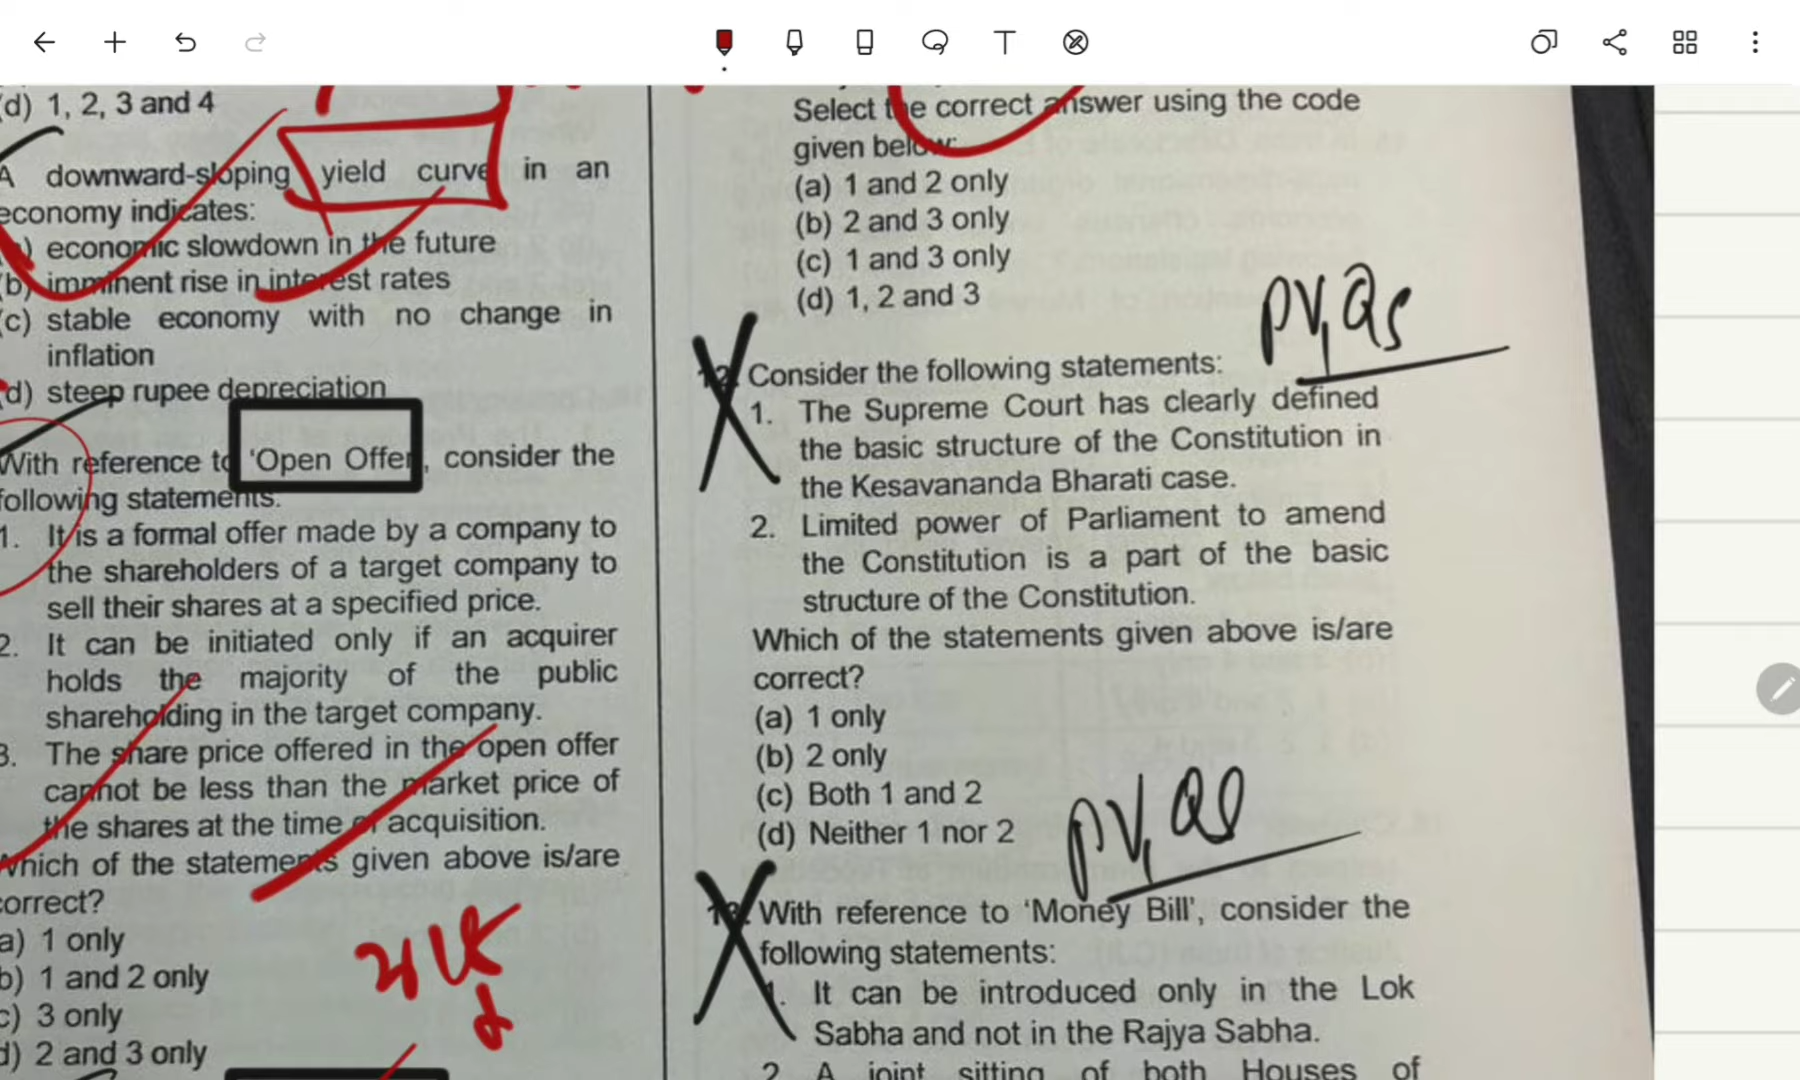 (d) 1, 2, 3 and 4
A downward-sloping yield curve in an
economy indicates:
economic slowdown in the future
(b) imminent rise in interest rates
(c) stable economy with no change in
inflation
d) steep rupee depreciation
With reference to 'Open Offer', consider the
following statements:
1. It is a formal offer made by a company to
the shareholders of a target company to
sell their shares at a specified price.
2. It can be initiated only if an acquirer
holds the majority of the public
shareholding in the target company.
3. The share price offered in the open offer
cannot be less than the market price of
the shares at the time of acquisition.
Which of the statements given above is/are
correct?
a) 1 only
b) 1 and 2 only
c) 3 only
d) 2 and 3 only
Select the correct answer using the code
given below:
(a) 1 and 2 only
(b) 2 and 3 only
(c) 1 and 3 only
(d) 1, 2 and 3
12. Consider the following statements:
1. The Supreme Court has clearly defined
the basic structure of the Constitution in
the Kesavananda Bharati case.
2. Limited power of Parliament to amend
the Constitution is a part of the basic
structure of the Constitution.
Which of the statements given above is/are
correct?
(a) 1 only
(b) 2 only
(c) Both 1 and 2
(d) Neither 1 nor 2
13. With reference to 'Money Bill', consider the
following statements:
1. It can be introduced only in the Lok
Sabha and not in the Rajya Sabha.
2. A joint sitting of both Houses of